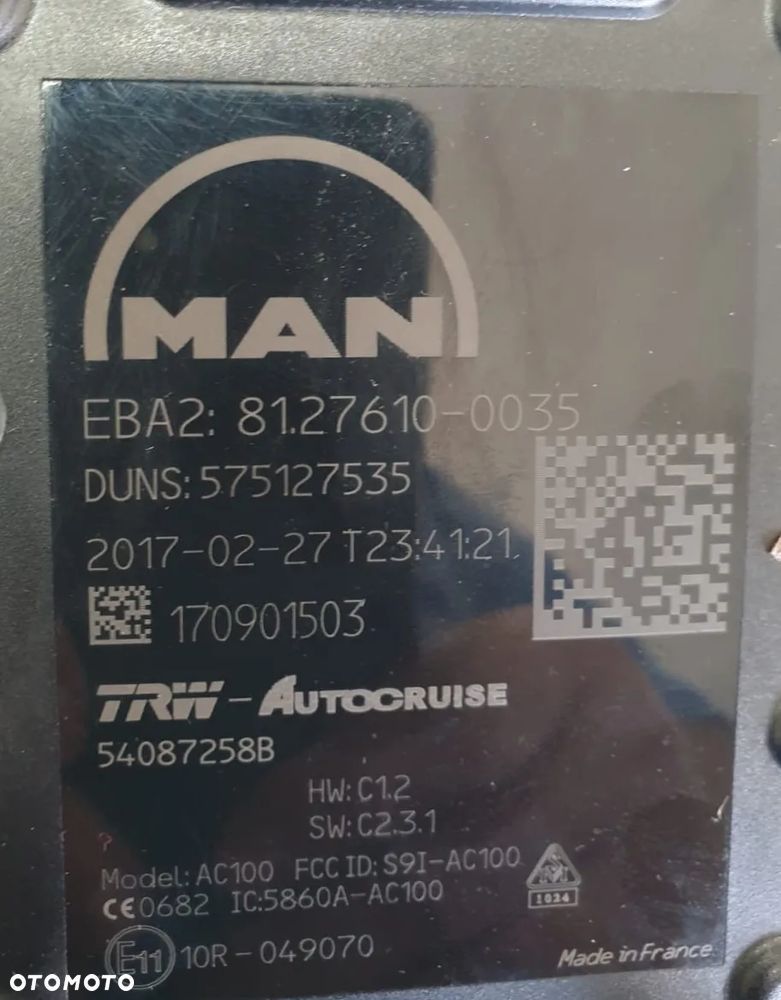 MAN
EBA2: 81.27610-0035
DUNS: 575127535
2017-02-27 T23:41:21
170901503
TRW-AUTOCRUISE
54087258B
HW: C1.2
SW: C2.3.1
Model: AC100 FCC ID: S9I-AC100
CE0682 IC:5860A-AC100
1024
E11 10R-049070
Made in France
OTOMOTO